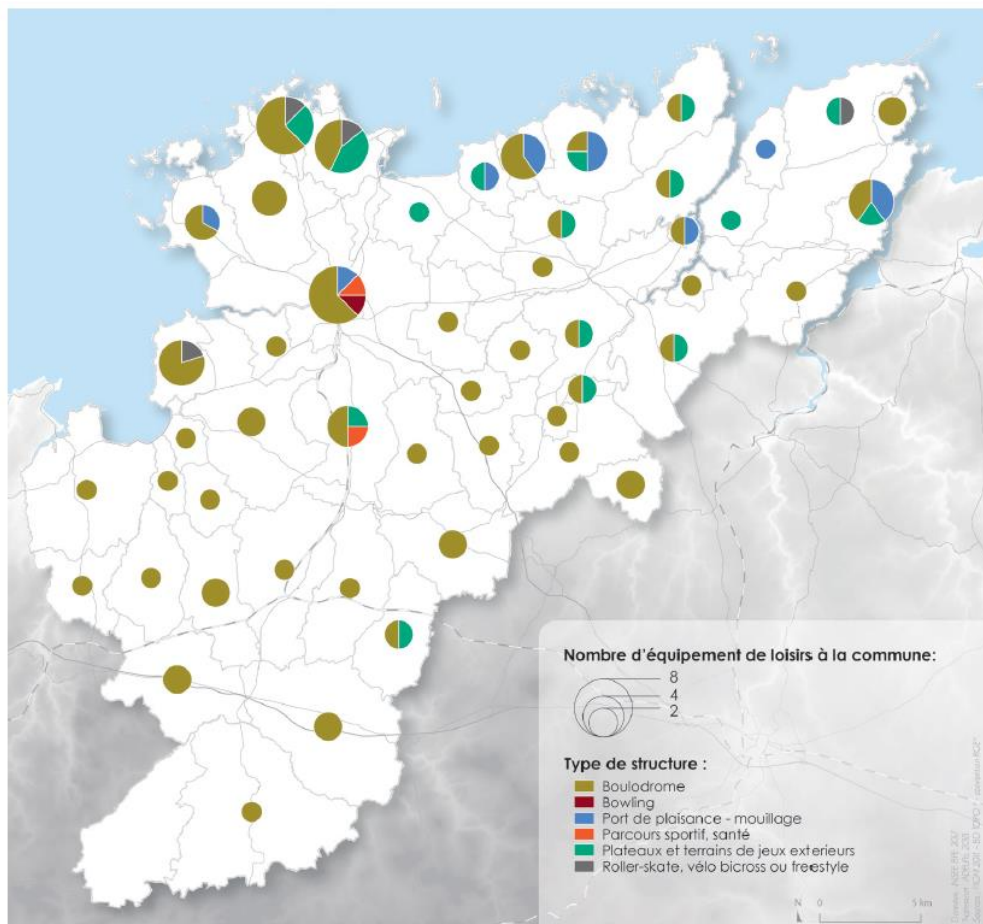 Nombre d'équipement de loisirs à la commune:
8
4
2
Type de structure :
Boulodrome
Bowling
Port de plaisance - mouillage
Parcours sportif, santé
Plateaux et terrains de jeux exterieurs
Roller-skate, vélo bicross ou freestyle
N 0 5 km